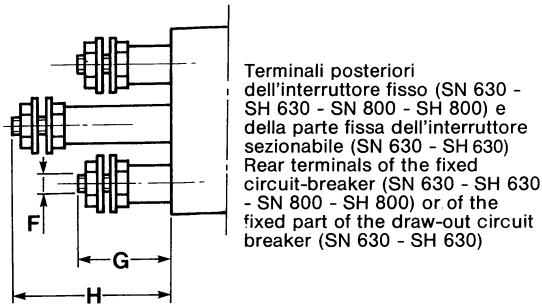 Terminali posteriori
dell'interruttore fisso (SN 630 -
SH 630 - SN 800 - SH 800) e
della parte fissa dell'interruttore
sezionabile (SN 630 - SH 630)
Rear terminals of the fixed
circuit-breaker (SN 630 - SH 630
- SN 800 - SH 800) or of the
fixed part of the draw-out circuit
breaker (SN 630 - SH 630)
F
G
H